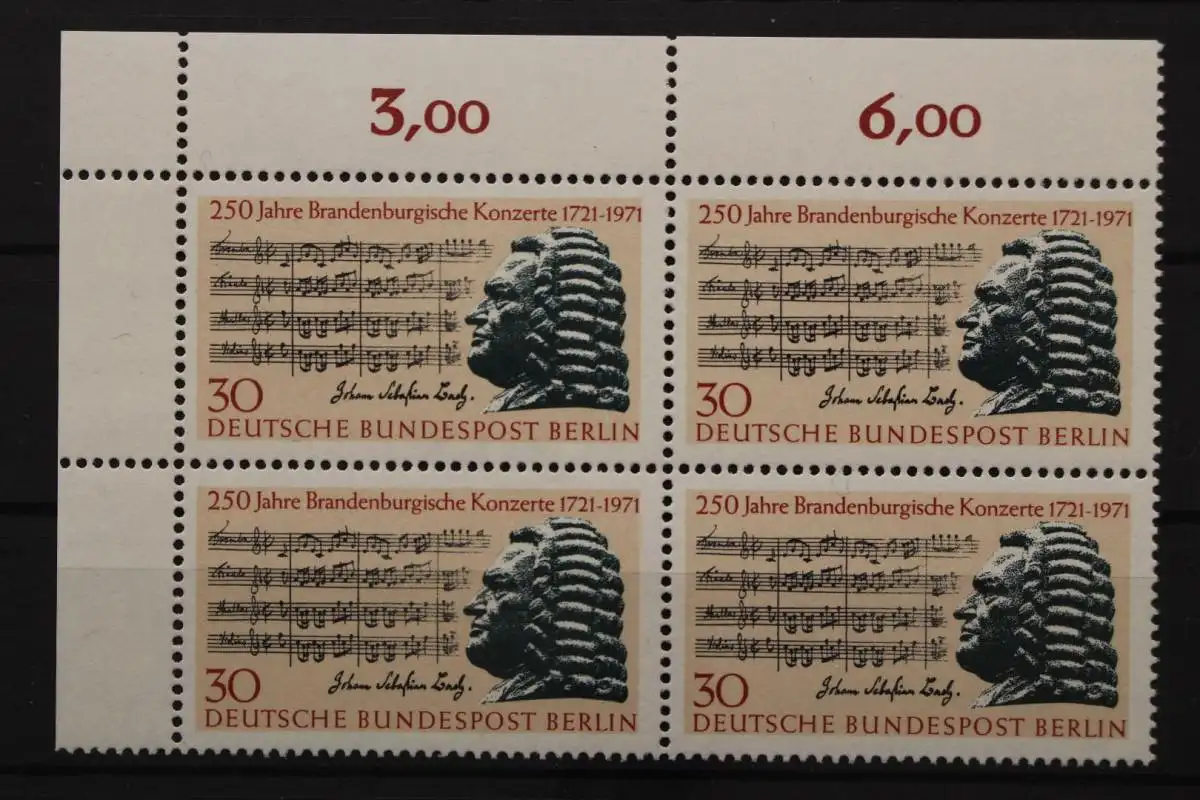 3,00 6,00
250 Jahre Brandenburgische Konzerte 1721-1971
30
Johann Sebastian Bach.
DEUTSCHE BUNDESPOST BERLIN
250 Jahre Brandenburgische Konzerte 1721-1971
30
Johann Sebastian Bach.
DEUTSCHE BUNDESPOST BERLIN
250 Jahre Brandenburgische Konzerte 1721-1971
30
Johann Sebastian Bach.
DEUTSCHE BUNDESPOST BERLIN
250 Jahre Brandenburgische Konzerte 1721-1971
30
Johann Sebastian Bach.
DEUTSCHE BUNDESPOST BERLIN